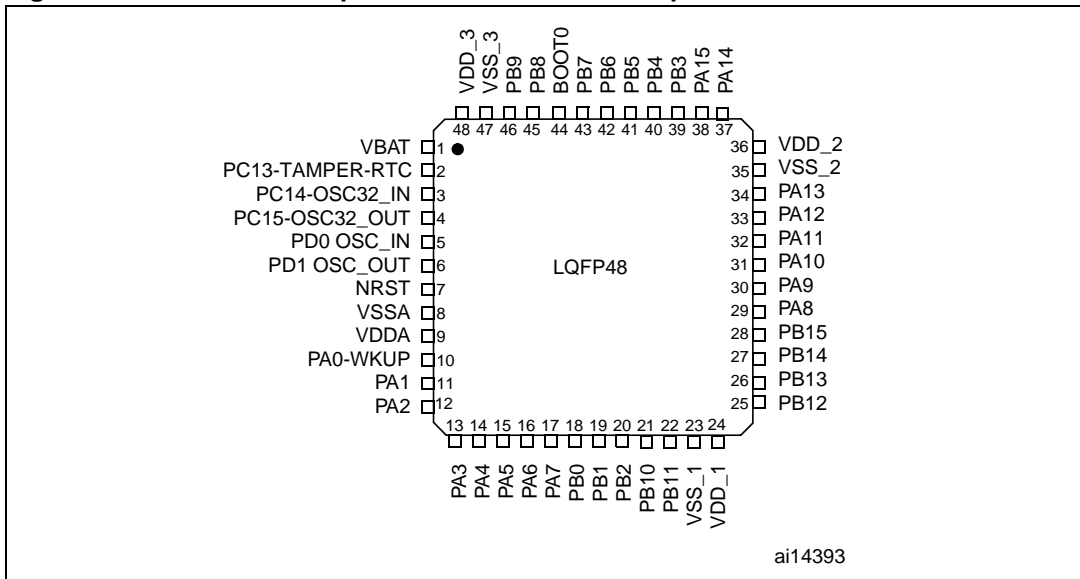 VDD_3
VSS_3
PB9
PB8
BOOT0
PB7
PB6
PB5
PB4
PB3
PA15
PA14
48 47 46 45 44 43 42 41 40 39 38 37
VBAT 1
PC13-TAMPER-RTC 2
PC14-OSC32_IN 3
PC15-OSC32_OUT 4
PD0 OSC_IN 5
PD1 OSC_OUT 6
NRST 7
VSSA 8
VDDA 9
PA0-WKUP 10
PA1 11
PA2 12
LQFP48
36 VDD_2
35 VSS_2
34 PA13
33 PA12
32 PA11
31 PA10
30 PA9
29 PA8
28 PB15
27 PB14
26 PB13
25 PB12
13 14 15 16 17 18 19 20 21 22 23 24
PA3
PA4
PA5
PA6
PA7
PB0
PB1
PB2
PB10
PB11
VSS_1
VDD_1
ai14393